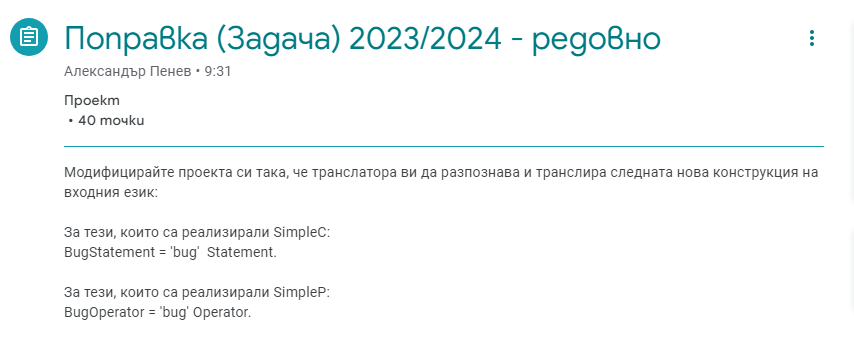 Поправка (Задача) 2023/2024 - редовно
Александър Пенев • 9:31
Проект
• 40 точки
Модифицирайте проекта си така, че транслатора ви да разпознава и транслира следната нова конструкция на
входния език:
За тези, които са реализирали SimpleC:
BugStatement = 'bug'  Statement.
За тези, които са реализирали SimpleP:
BugOperator = 'bug' Operator.